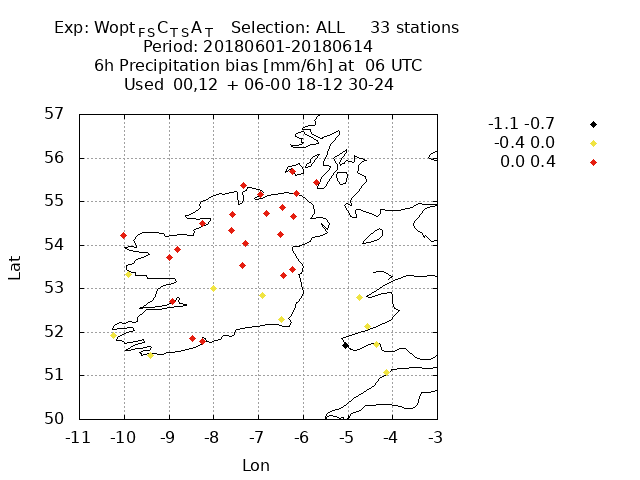 Exp: Wopt FS C TS A T   Selection: ALL   33 stations
Period: 20180601-20180614
6h Precipitation bias [mm/6h] at 06 UTC
Used 00,12 + 06-00 18-12 30-24
-1.1 -0.7
-0.4 0.0
0.0 0.4
57
56
55
54
53
52
51
50
Lat
-11 -10 -9 -8 -7 -6 -5 -4 -3
Lon